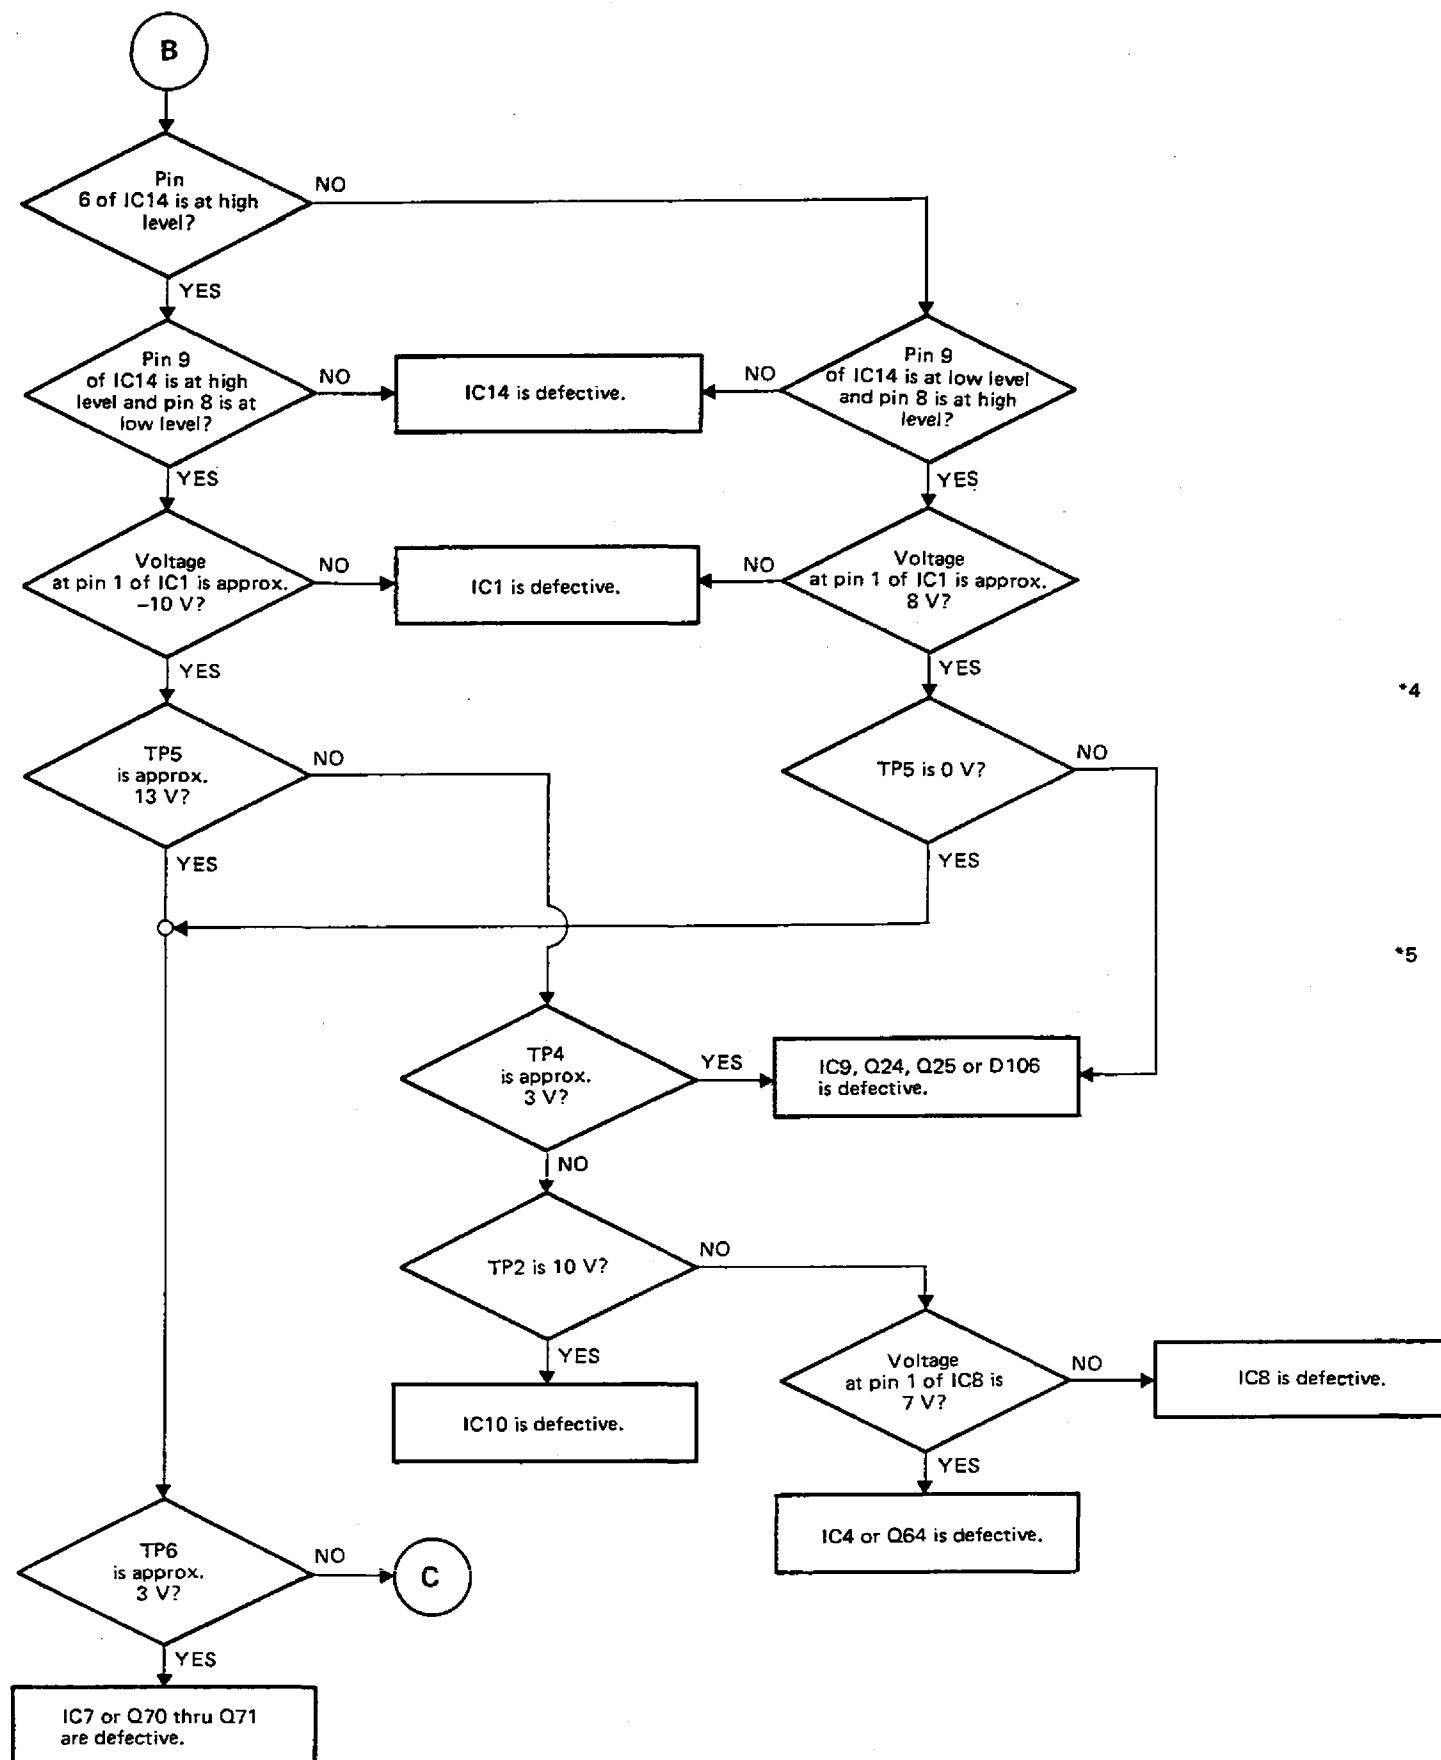 B
Pin
6 of IC14 is at high
level?
NO
YES
Pin 9
of IC14 is at high
level and pin 8 is at
low level?
NO
IC14 is defective.
NO
Pin 9
of IC14 is at low level
and pin 8 is at high
level?
YES
YES
Voltage
at pin 1 of IC1 is approx.
–10 V?
NO
IC1 is defective.
NO
Voltage
at pin 1 of IC1 is approx.
8 V?
YES
YES
*4
TP5
is approx.
13 V?
NO
TP5 is 0 V?
NO
YES
YES
*5
TP4
is approx.
3 V?
YES
IC9, Q24, Q25 or D106
is defective.
NO
TP2 is 10 V?
NO
YES
Voltage
at pin 1 of IC8 is
7 V?
NO
IC8 is defective.
IC10 is defective.
YES
IC4 or Q64 is defective.
TP6
is approx.
3 V?
NO
C
YES
IC7 or Q70 thru Q71
are defective.